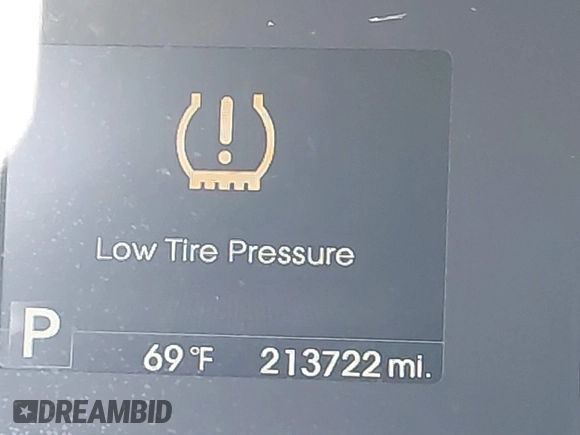 Low Tire Pressure
P
69 °F 213722 mi.
DREAMBID